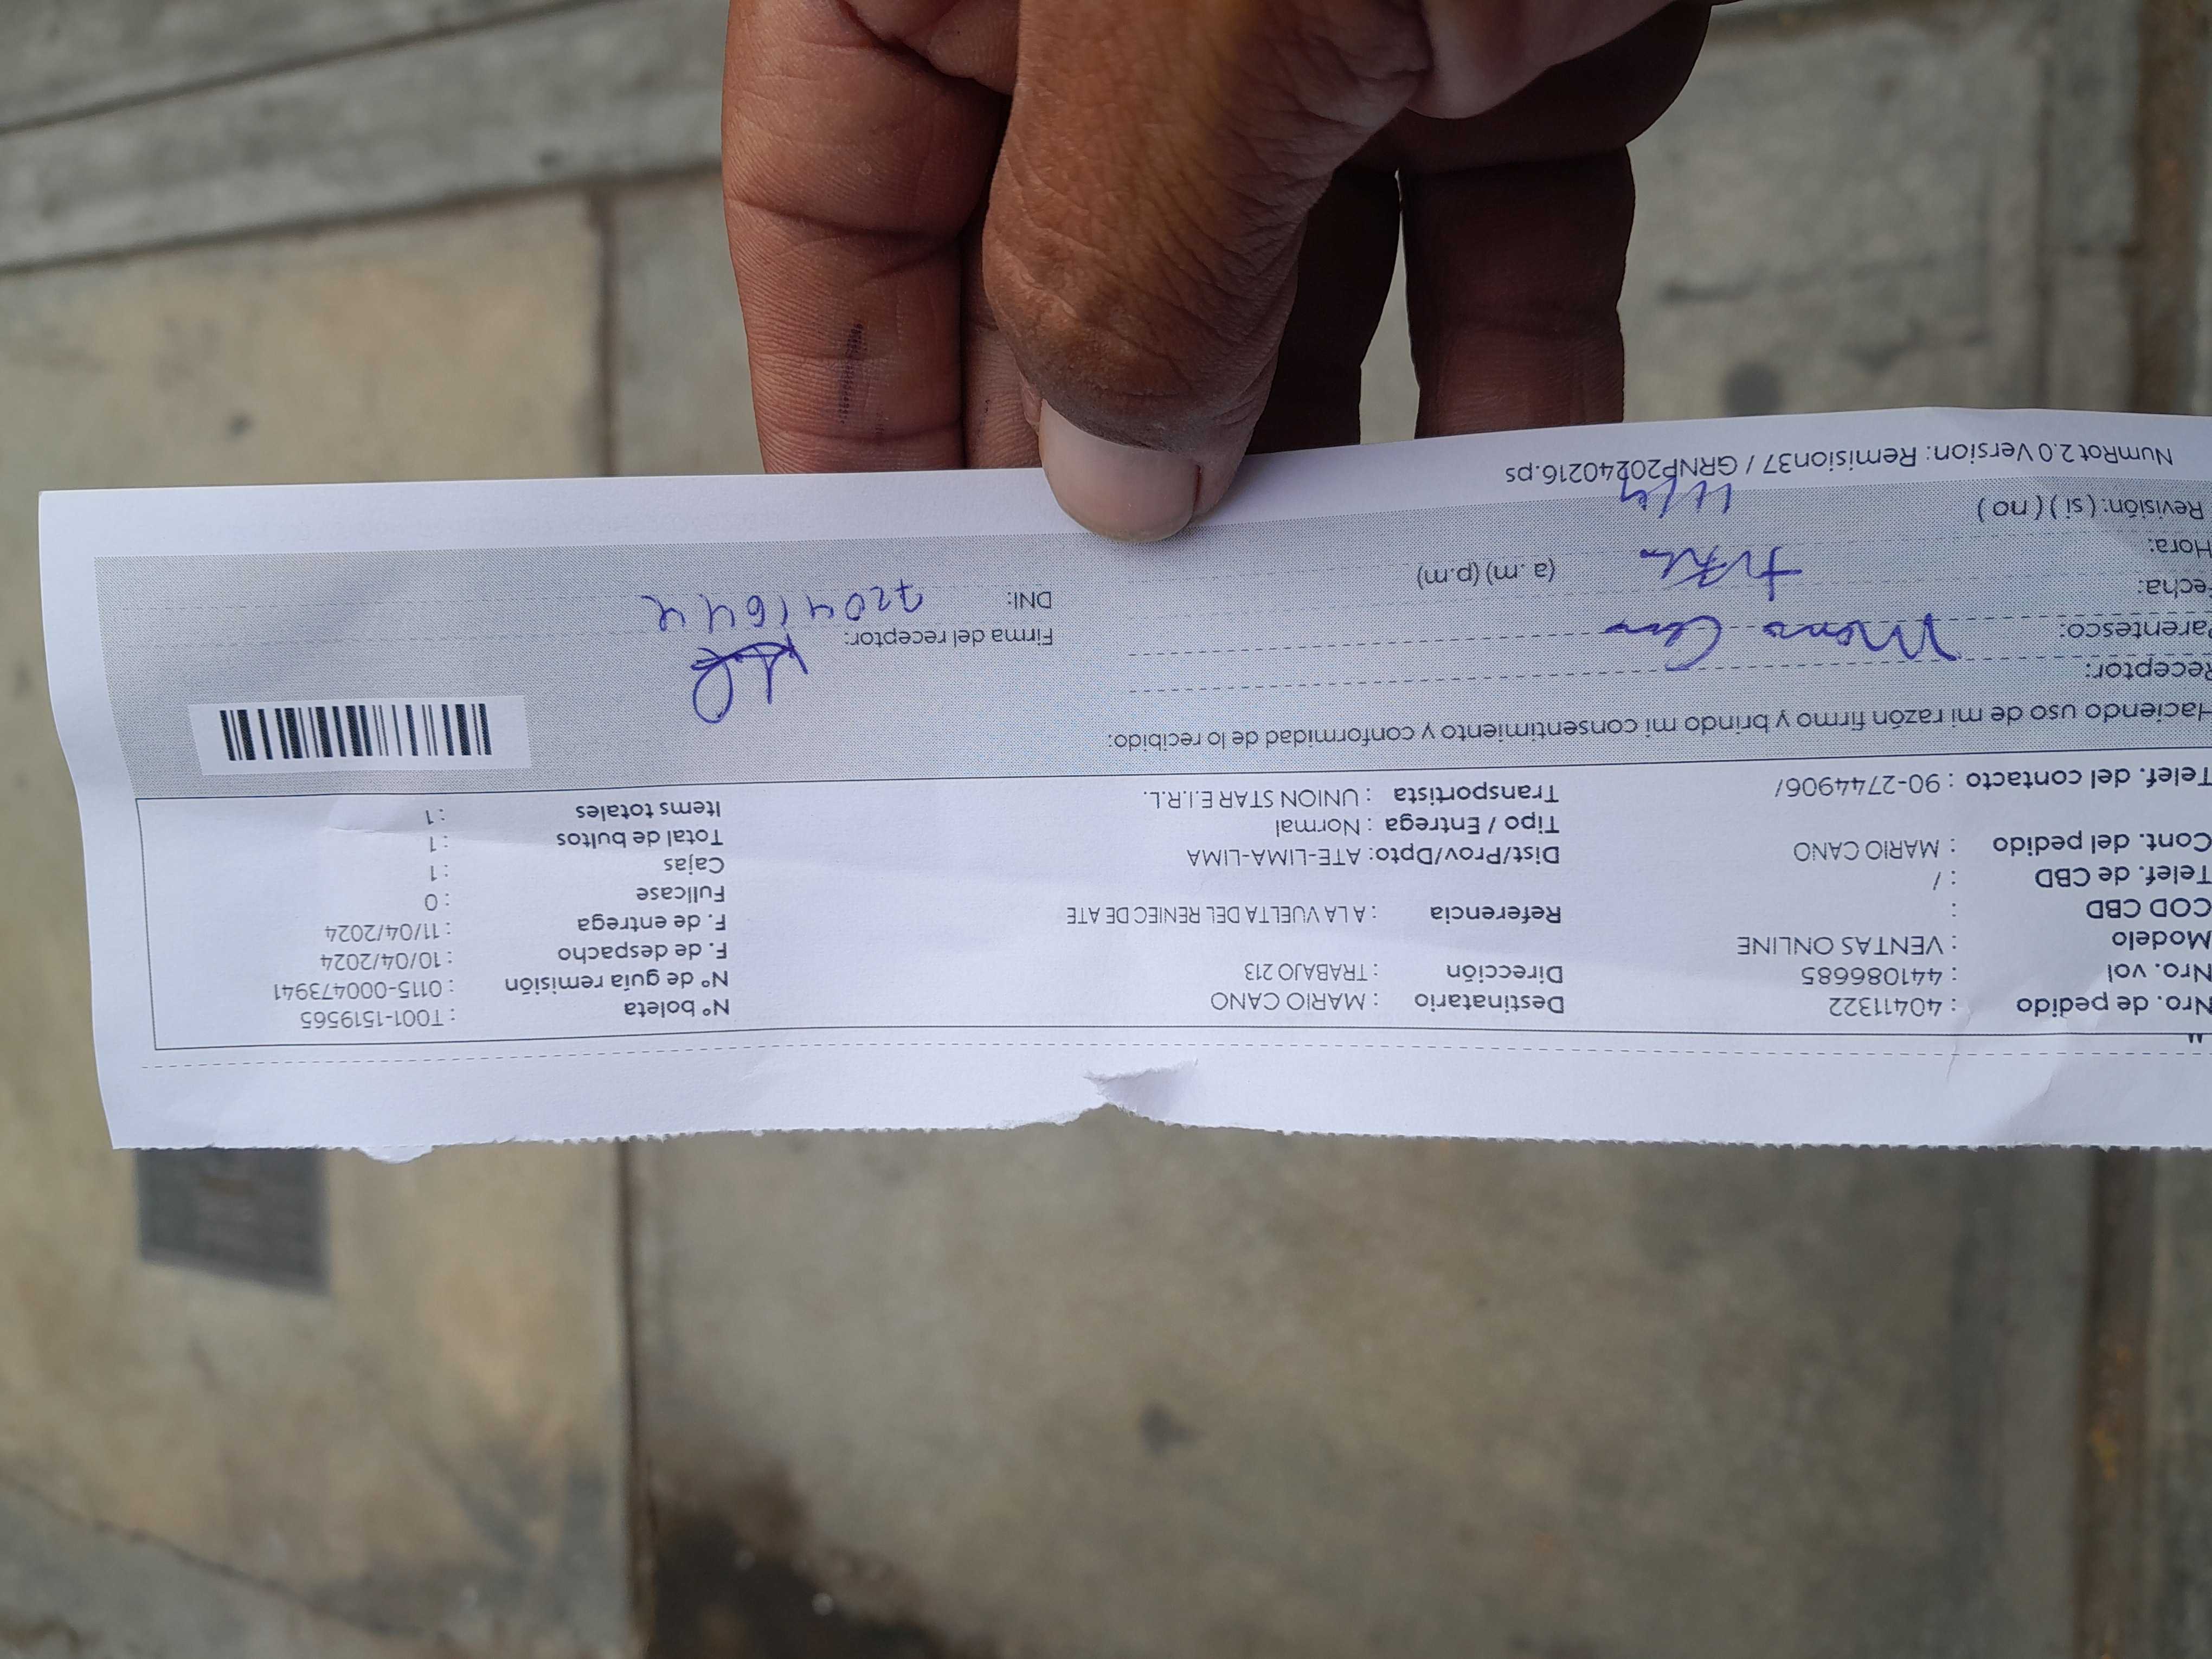 Nro. de pedido : 40411322
Nro. vol : 441086685
Modelo : VENTAS ONLINE
COD CBD :
Telef. de CBD : /
Cont. del pedido : MARIO CANO
Telef. del contacto : 90-2744906/
Destinatario : MARIO CANO
Dirección : TRABAJO 213
Referencia : A LA VUELTA DEL RENIEC DE ATE
Dist/Prov/Dpto: ATE-LIMA-LIMA
Tipo / Entrega : Normal
Transportista : UNION STAR E.I.R.L.
N° boleta : T001-1519565
N° de guía remisión : 0115-000473941
F. de despacho : 10/04/2024
F. de entrega : 11/04/2024
Fullcase : 0
Cajas : 1
Total de bultos : 1
Items totales : 1
Haciendo uso de mi razón firmo y brindo mi consentimiento y conformidad de lo recibido:
Receptor:
Parentesco:
Fecha:
Hora: (a. m) (p.m)
Revisión: ( si ) ( no )
Firma del receptor:
DNI:
NumRot 2.0 Version: Remision37 / GRNP20240216.ps